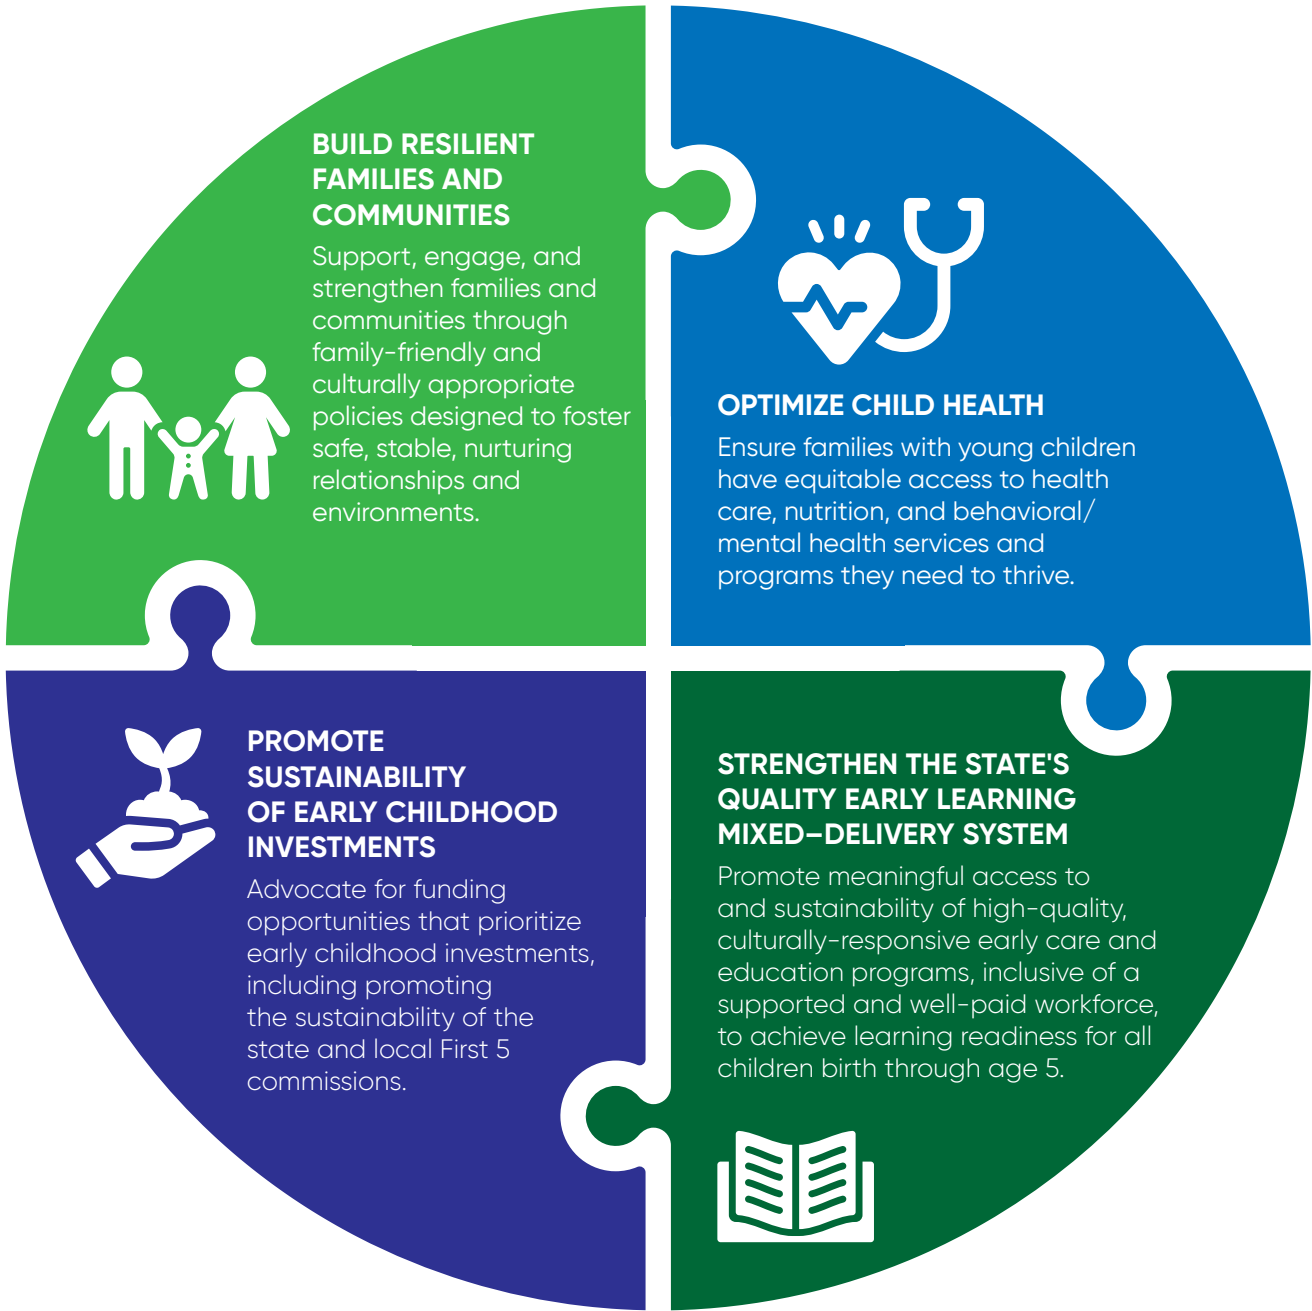 BUILD RESILIENT
FAMILIES AND
COMMUNITIES
Support, engage, and
strengthen families and
communities through
family-friendly and
culturally appropriate
policies designed to foster
safe, stable, nurturing
relationships and
environments.
OPTIMIZE CHILD HEALTH
Ensure families with young children
have equitable access to health
care, nutrition, and behavioral/
mental health services and
programs they need to thrive.
PROMOTE
SUSTAINABILITY
OF EARLY CHILDHOOD
INVESTMENTS
Advocate for funding
opportunities that prioritize
early childhood investments,
including promoting
the sustainability of the
state and local First 5
commissions.
STRENGTHEN THE STATE'S
QUALITY EARLY LEARNING
MIXED–DELIVERY SYSTEM
Promote meaningful access to
and sustainability of high-quality,
culturally-responsive early care and
education programs, inclusive of a
supported and well-paid workforce,
to achieve learning readiness for all
children birth through age 5.